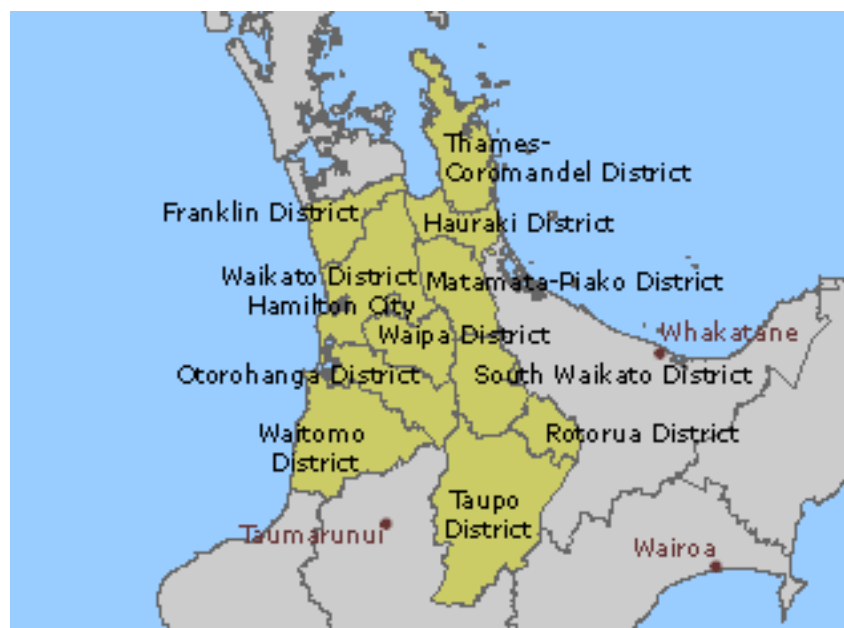 Thames-
Coromandel District
Franklin District
Hauraki District
Waikato District
Matamata-Piako District
Hamilton City
Waipa District
Whakatane
Otorohanga District
South Waikato District
Waitomo
District
Rotorua District
Taupo
District
Taumarunui
Wairoa